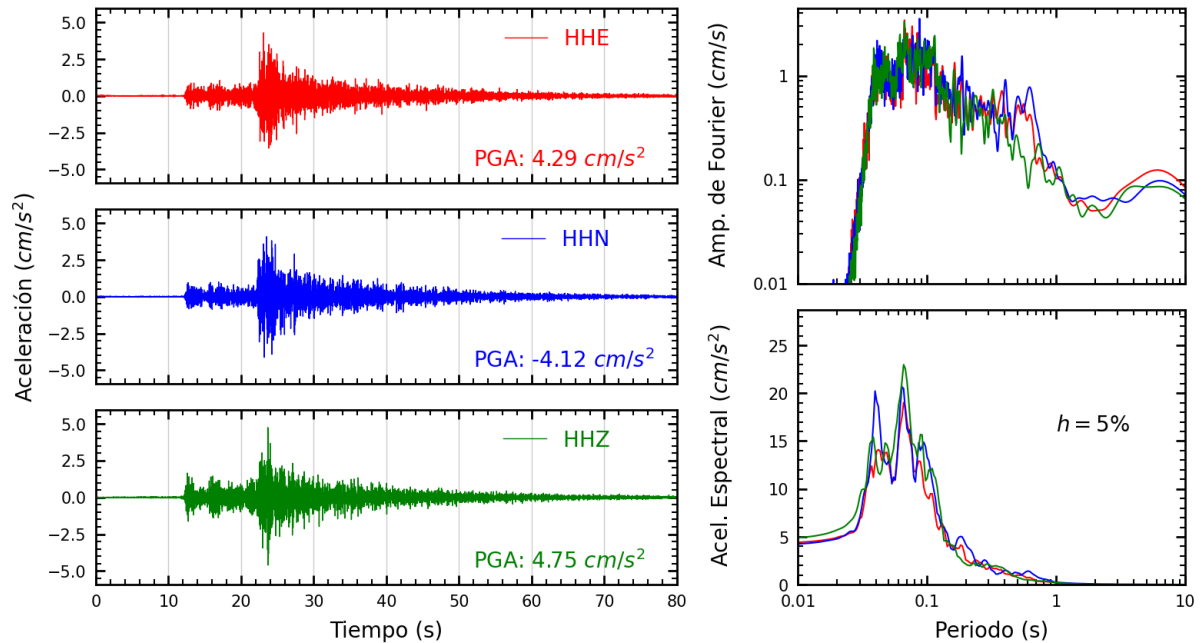 Aceleración (cm/s²)
5.0
2.5
0.0
−2.5
−5.0
HHE
PGA: 4.29 cm/s²
5.0
2.5
0.0
−2.5
−5.0
HHN
PGA: -4.12 cm/s²
5.0
2.5
0.0
−2.5
−5.0
HHZ
PGA: 4.75 cm/s²
0 10 20 30 40 50 60 70 80
Tiempo (s)
Amp. de Fourier (cm/s)
1
0.1
0.01
Acel. Espectral (cm/s²)
25
20
15
10
5
0
h = 5%
0.01 0.1 1 10
Periodo (s)